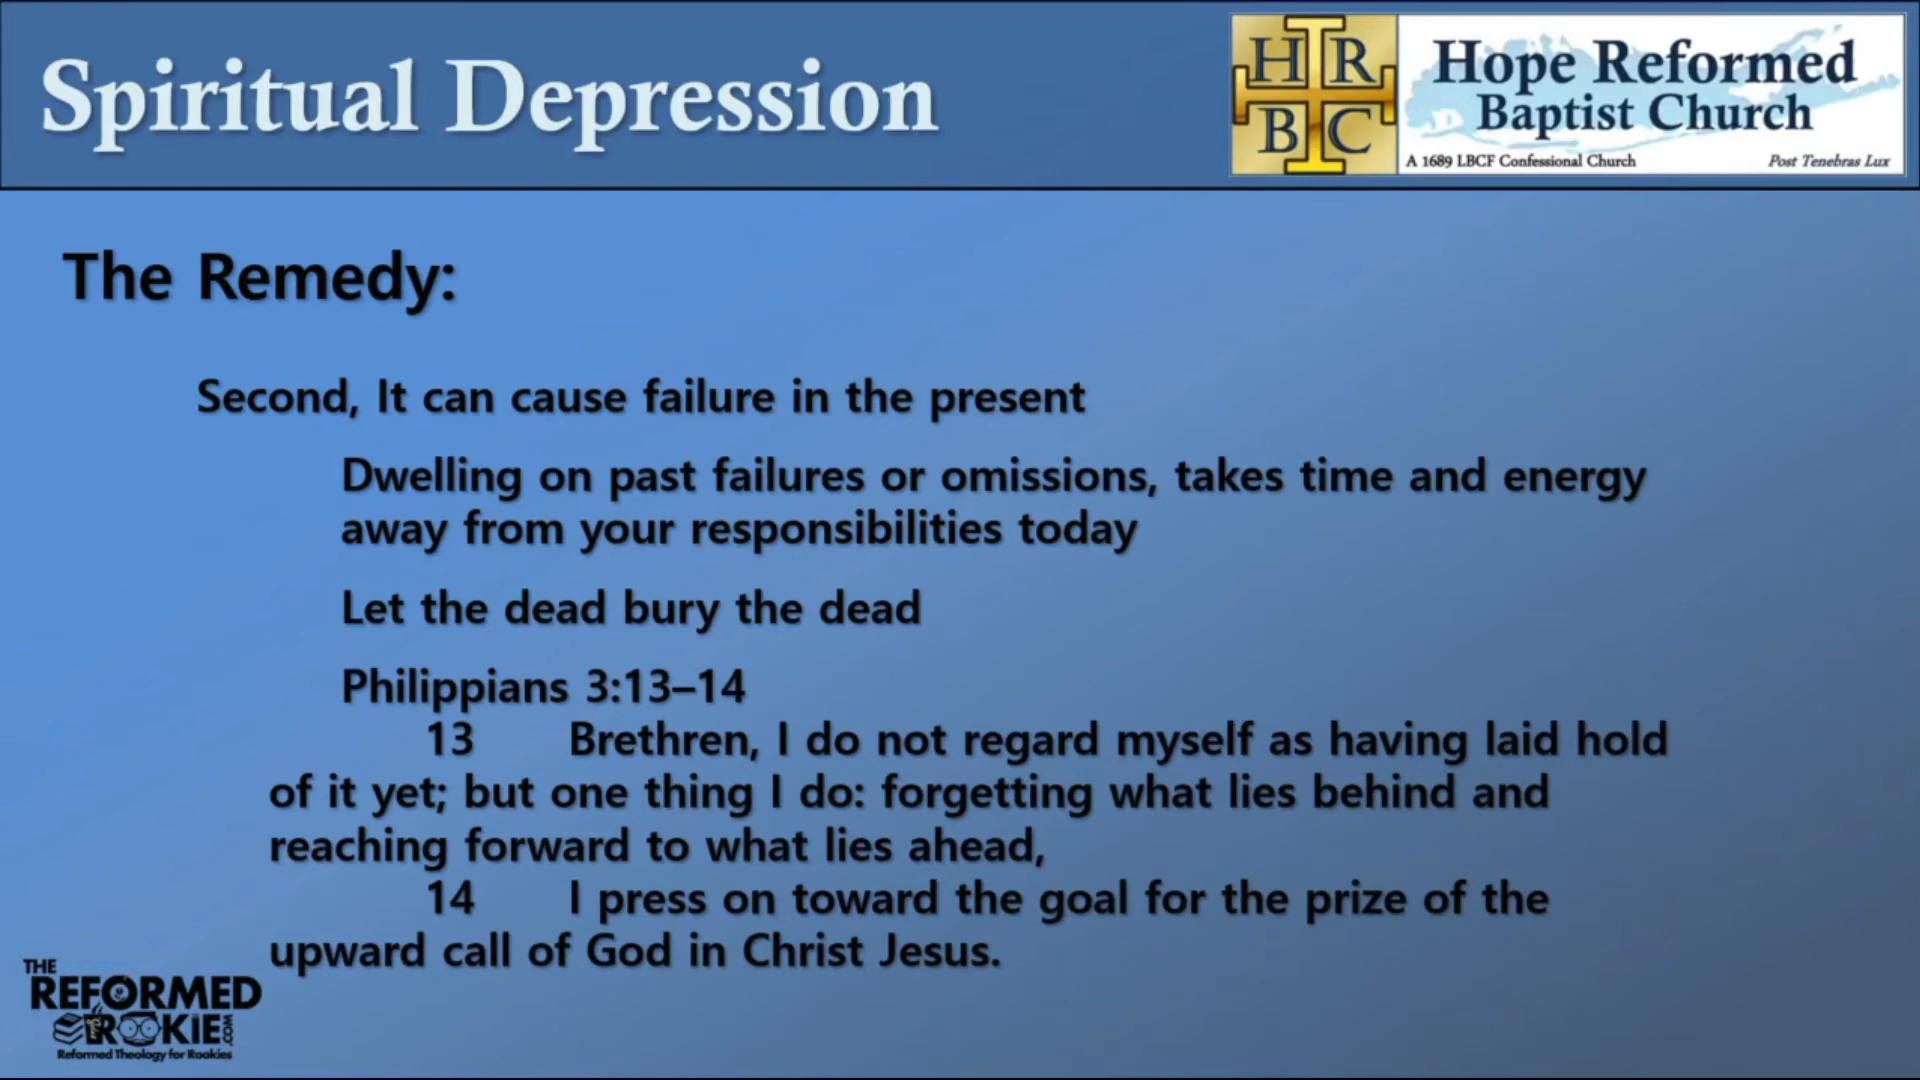 Spiritual Depression
H R
B C
Hope Reformed
Baptist Church
A 1689 LBCF Confessional Church Post Tenebras Lux
The Remedy:
Second, It can cause failure in the present
Dwelling on past failures or omissions, takes time and energy
away from your responsibilities today
Let the dead bury the dead
Philippians 3:13–14
13 Brethren, I do not regard myself as having laid hold
of it yet; but one thing I do: forgetting what lies behind and
reaching forward to what lies ahead,
14 I press on toward the goal for the prize of the
upward call of God in Christ Jesus.
THE
REFORMED
ROOKIE
.COM
Reformed Theology for Rookies